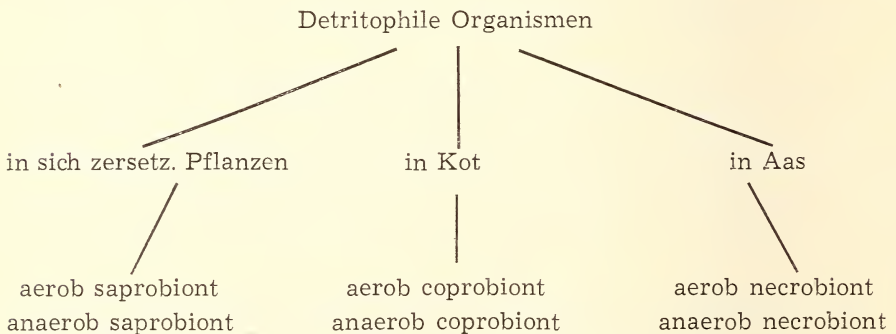 Detritophile Organismen
in sich zersetz. Pflanzen in Kot in Aas
aerob saprobiont aerob coprobiont aerob necrobiont
anaerob saprobiont anaerob coprobiont anaerob necrobiont